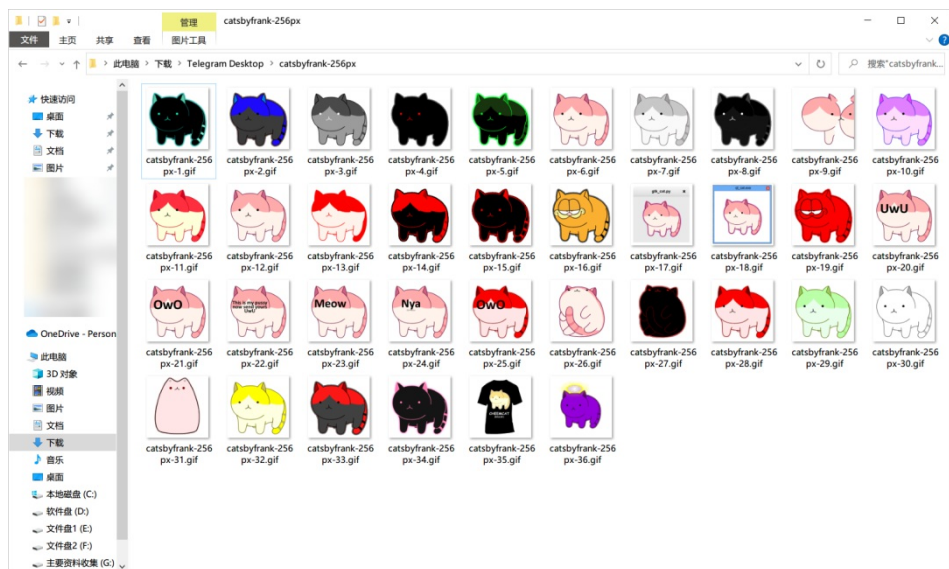 管理
catsbyfrank-256px
文件
主页
共享
查看
图片工具
此电脑 › 下载 › Telegram Desktop › catsbyfrank-256px
搜索"catsbyfrank...
快速访问
桌面
下载
文档
图片
OneDrive - Person
此电脑
3D 对象
视频
图片
文档
下载
音乐
桌面
本地磁盘 (C:)
软件盘 (D:)
文件盘1 (E:)
文件盘2 (F:)
主要资料收集 (G:)
catsbyfrank-256
px-1.gif
catsbyfrank-256
px-2.gif
catsbyfrank-256
px-3.gif
catsbyfrank-256
px-4.gif
catsbyfrank-256
px-5.gif
catsbyfrank-256
px-6.gif
catsbyfrank-256
px-7.gif
catsbyfrank-256
px-8.gif
catsbyfrank-256
px-9.gif
catsbyfrank-256
px-10.gif
UwU
catsbyfrank-256
px-11.gif
catsbyfrank-256
px-12.gif
catsbyfrank-256
px-13.gif
catsbyfrank-256
px-14.gif
catsbyfrank-256
px-15.gif
catsbyfrank-256
px-16.gif
catsbyfrank-256
px-17.gif
catsbyfrank-256
px-18.gif
catsbyfrank-256
px-19.gif
catsbyfrank-256
px-20.gif
OwO
This is my pussy
now send yours
UwU
Meow
Nya
OwO
catsbyfrank-256
px-21.gif
catsbyfrank-256
px-22.gif
catsbyfrank-256
px-23.gif
catsbyfrank-256
px-24.gif
catsbyfrank-256
px-25.gif
catsbyfrank-256
px-26.gif
catsbyfrank-256
px-27.gif
catsbyfrank-256
px-28.gif
catsbyfrank-256
px-29.gif
catsbyfrank-256
px-30.gif
catsbyfrank-256
px-31.gif
catsbyfrank-256
px-32.gif
catsbyfrank-256
px-33.gif
catsbyfrank-256
px-34.gif
catsbyfrank-256
px-35.gif
catsbyfrank-256
px-36.gif